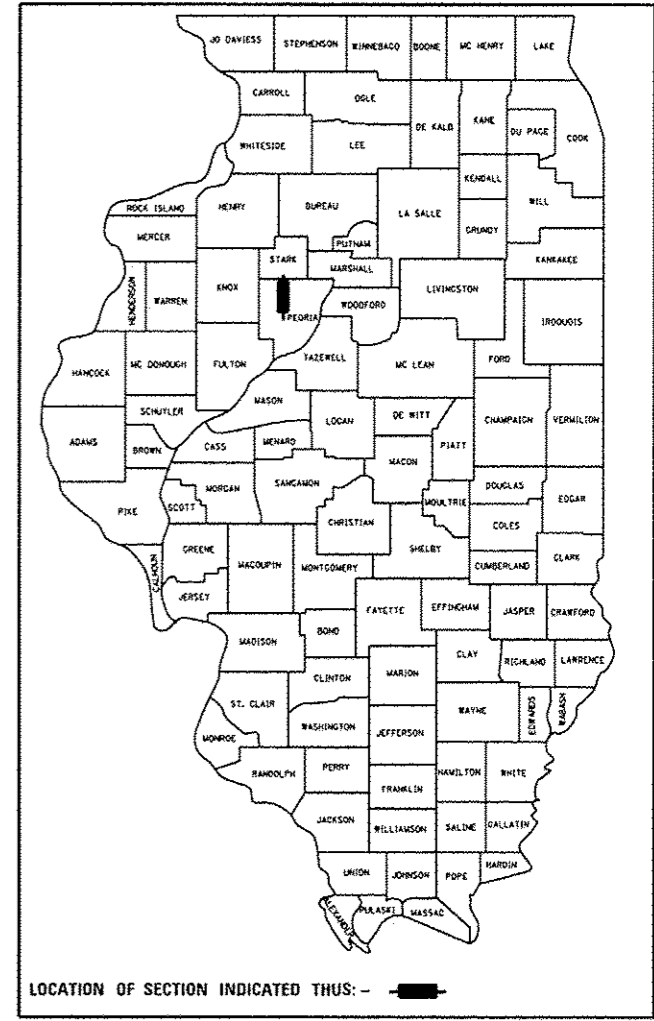 JO DAVIESS STEPHENSON WINNEBAGO BOONE MC HENRY LAKE
CARROLL OGLE DE KALB KANE DU PAGE COOK
WHITESIDE LEE KENDALL WILL
ROCK ISLAND HENRY BUREAU LA SALLE GRUNDY
MERCER STARK PUTNAM MARSHALL KANKAKEE
HENDERSON WARREN KNOX PEORIA WOODFORD LIVINGSTON IROQUOIS
HANCOCK MC DONOUGH FULTON TAZEWELL MC LEAN FORD
SCHUYLER MASON LOGAN DE WITT CHAMPAIGN VERMILION
ADAMS BROWN CASS MENARD MACON PIATT
PIKE SCOTT MORGAN SANGAMON CHRISTIAN MOULTRIE DOUGLAS EDGAR
COLES
CALHOUN GREENE MACOUPIN MONTGOMERY SHELBY CUMBERLAND CLARK
JERSEY FAYETTE EFFINGHAM JASPER CRAWFORD
MADISON BOND CLAY RICHLAND LAWRENCE
CLINTON MARION
ST. CLAIR WASHINGTON JEFFERSON WAYNE EDWARDS WABASH
MONROE RANDOLPH PERRY HAMILTON WHITE
FRANKLIN
JACKSON WILLIAMSON SALINE GALLATIN
UNION JOHNSON POPE HARDIN
ALEXANDER PULASKI MASSAC
LOCATION OF SECTION INDICATED THUS: -